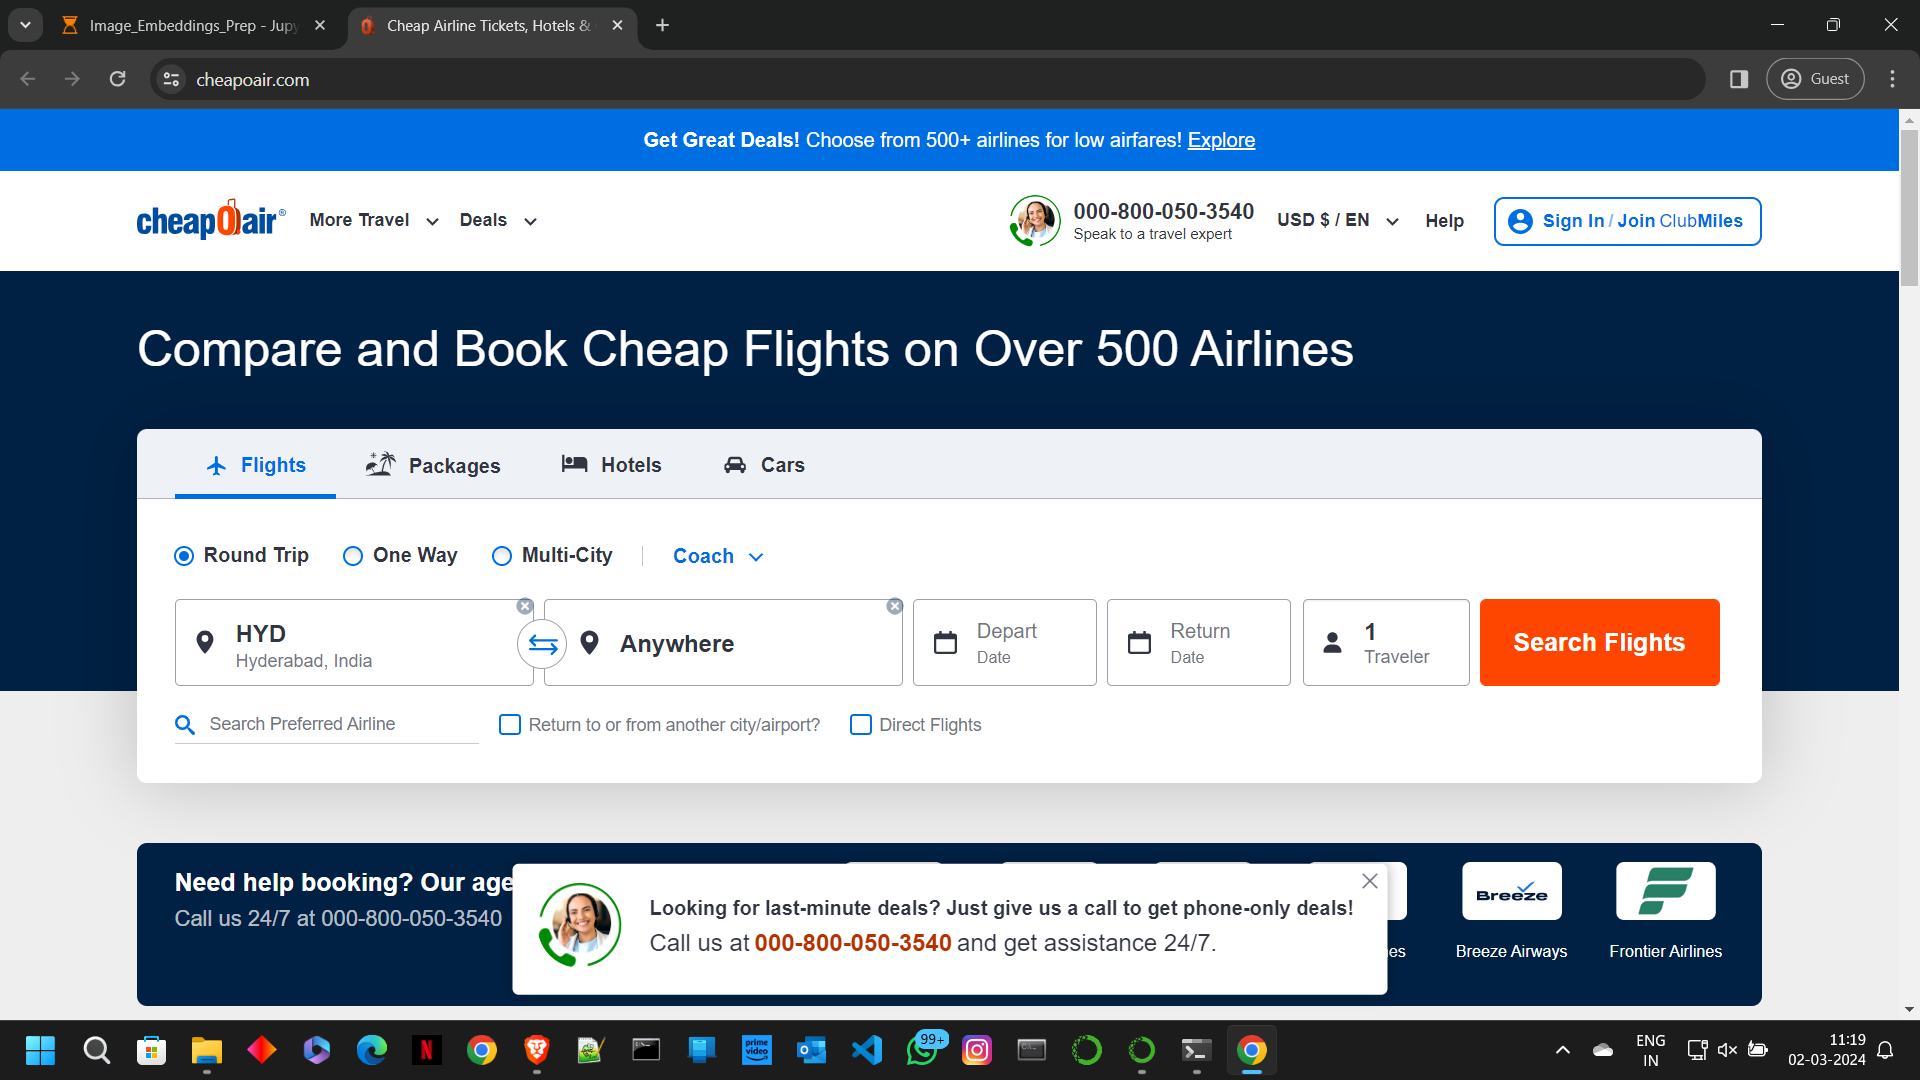 Image_Embeddings_Prep - Jupy
Cheap Airline Tickets, Hotels &
cheapoair.com
Guest
Get Great Deals! Choose from 500+ airlines for low airfares! Explore
cheapOair®
More Travel
Deals
000-800-050-3540
Speak to a travel expert
USD $ / EN
Help
Sign In / Join ClubMiles
Compare and Book Cheap Flights on Over 500 Airlines
Flights
Packages
Hotels
Cars
Round Trip
One Way
Multi-City
Coach
HYD
Hyderabad, India
Anywhere
Depart
Date
Return
Date
1
Traveler
Search Flights
Search Preferred Airline
Return to or from another city/airport?
Direct Flights
Need help booking? Our age
Call us 24/7 at 000-800-050-3540
Looking for last-minute deals? Just give us a call to get phone-only deals!
Call us at 000-800-050-3540 and get assistance 24/7.
es
Breeze
Breeze Airways
Frontier Airlines
N
prime video
99+
ENG
IN
11:19
02-03-2024